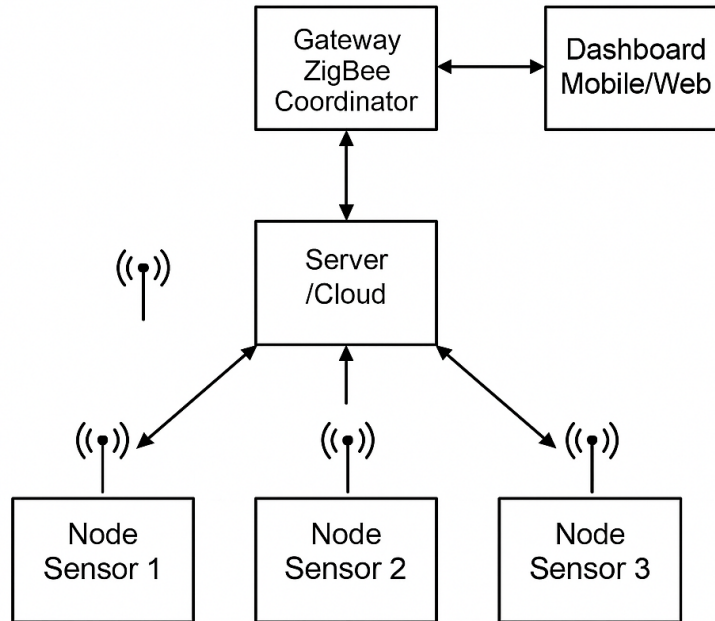 Gateway
ZigBee
Coordinator
Dashboard
Mobile/Web
Server
/Cloud
Node
Sensor 1
Node
Sensor 2
Node
Sensor 3